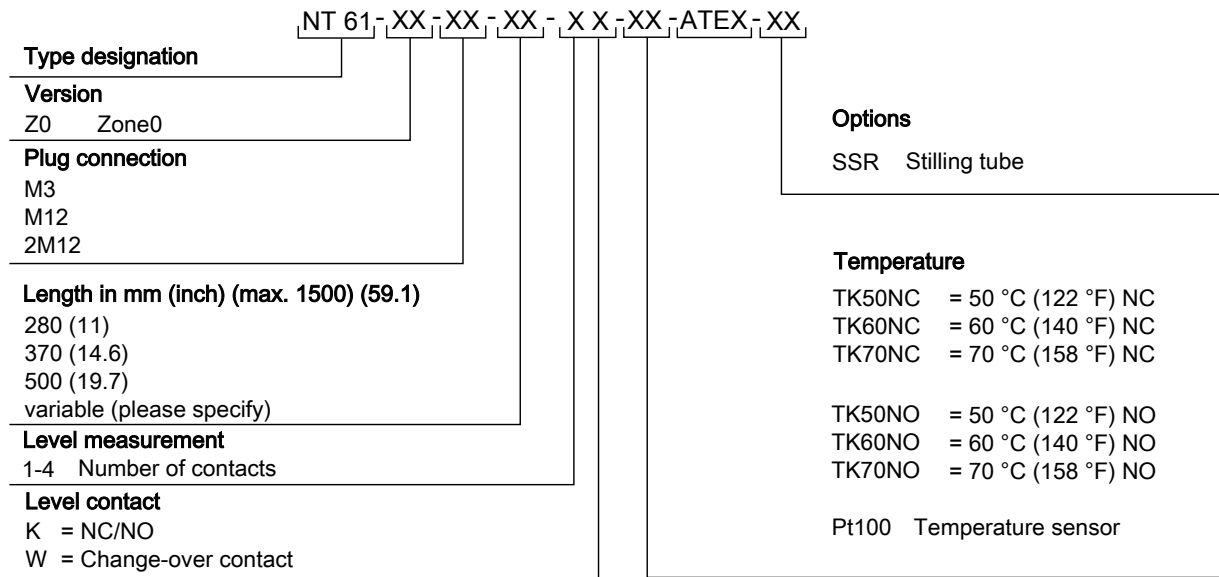 NT 61-XX-XX-XX- X X-XX-ATEX-XX
Type designation
Version
Z0 Zone0
Plug connection
M3
M12
2M12
Length in mm (inch) (max. 1500) (59.1)
280 (11)
370 (14.6)
500 (19.7)
variable (please specify)
Level measurement
1-4 Number of contacts
Level contact
K = NC/NO
W = Change-over contact
Options
SSR Stilling tube
Temperature
TK50NC = 50 °C (122 °F) NC
TK60NC = 60 °C (140 °F) NC
TK70NC = 70 °C (158 °F) NC
TK50NO = 50 °C (122 °F) NO
TK60NO = 60 °C (140 °F) NO
TK70NO = 70 °C (158 °F) NO
Pt100 Temperature sensor